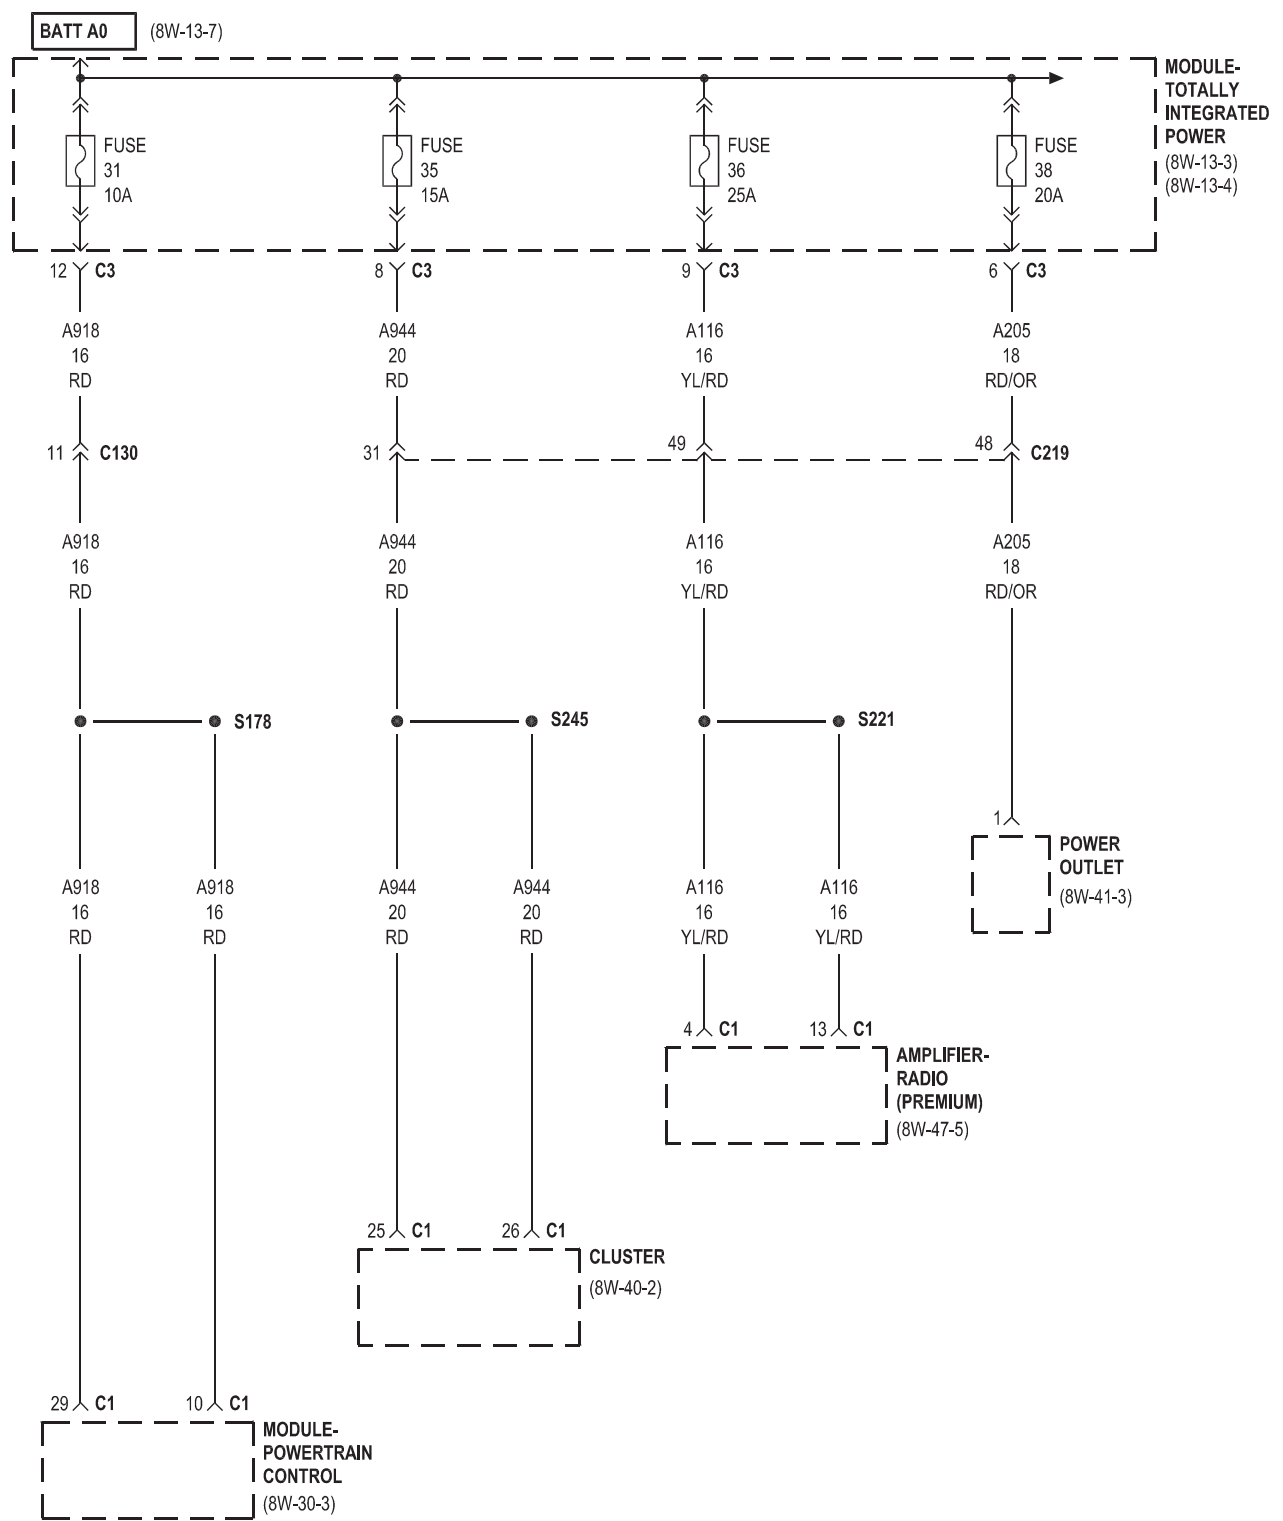 BATT A0 (8W-13-7)
MODULE-
TOTALLY
INTEGRATED
POWER
(8W-13-3)
(8W-13-4)
FUSE
31
10A
FUSE
35
15A
FUSE
36
25A
FUSE
38
20A
12 C3
8 C3
9 C3
6 C3
A918
16
RD
A944
20
RD
A116
16
YL/RD
A205
18
RD/OR
11 C130
31
49
48 C219
A918
16
RD
A944
20
RD
A116
16
YL/RD
A205
18
RD/OR
S178
S245
S221
1
POWER
OUTLET
(8W-41-3)
A918
16
RD
A918
16
RD
A944
20
RD
A944
20
RD
A116
16
YL/RD
A116
16
YL/RD
4 C1
13 C1
AMPLIFIER-
RADIO
(PREMIUM)
(8W-47-5)
25 C1
26 C1
CLUSTER
(8W-40-2)
29 C1
10 C1
MODULE-
POWERTRAIN
CONTROL
(8W-30-3)